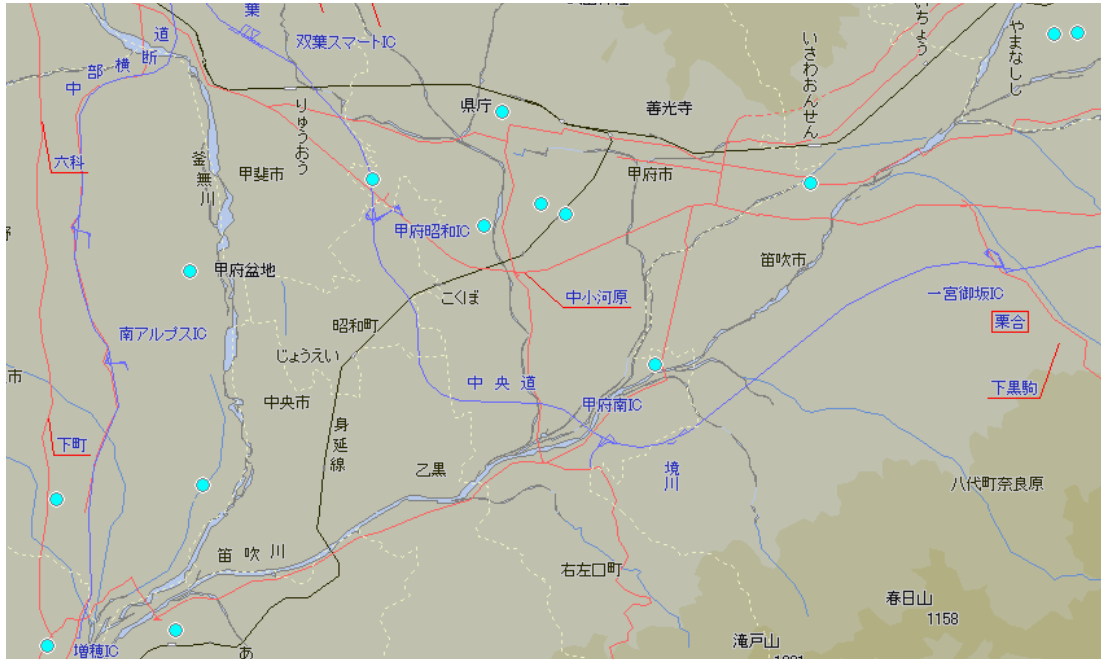 葉
双葉スマートIC
道
中部横断
いちょう
やまなしし
いさわおんせん
県庁
善光寺
りゅうおう
六科
釜無川
甲斐市
甲府市
甲府昭和IC
野
甲府盆地
笛吹市
こくぼ
中小河原
一宮御坂IC
昭和町
南アルプスIC
栗合
じょうえい
市
中央道
下黒駒
中央市
甲府南IC
身延線
下町
乙黒
境川
八代町奈良原
笛吹川
右左口町
春日山
1158
滝戸山
増穂IC
あ